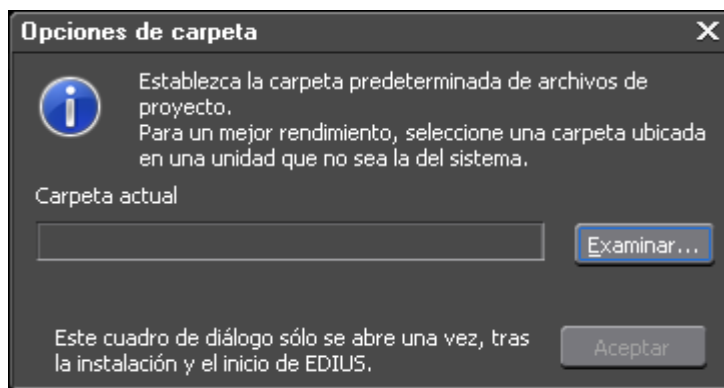 Opciones de carpeta
Establezca la carpeta predeterminada de archivos de
proyecto.
Para un mejor rendimiento, seleccione una carpeta ubicada
en una unidad que no sea la del sistema.
Carpeta actual
Examinar...
Este cuadro de diálogo sólo se abre una vez, tras
la instalación y el inicio de EDIUS.
Aceptar